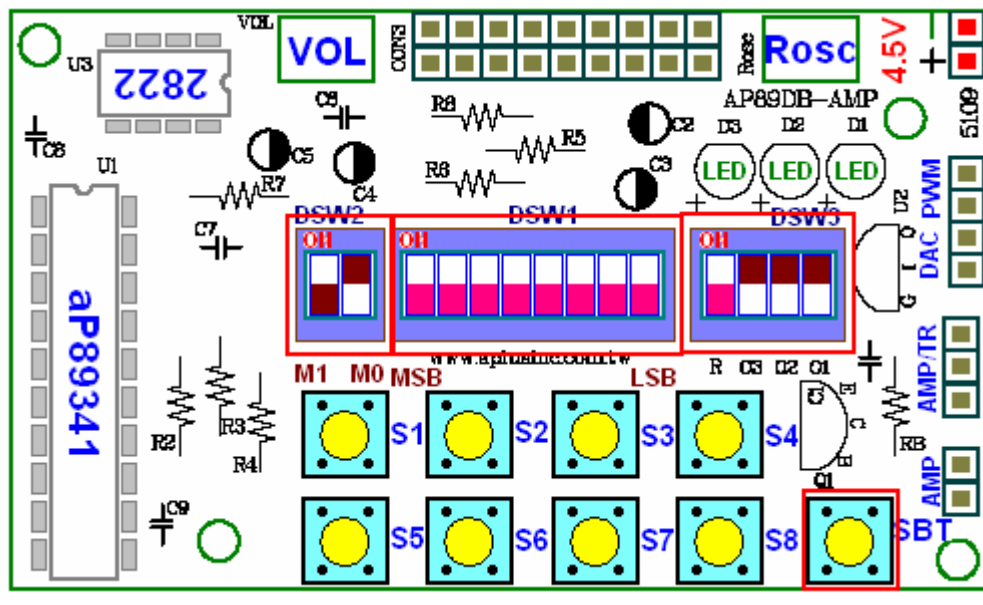 VOL
VOL
CON3
Rosc
Rosc
4.5V
− +
5109
U3
2822
AP89DB-AMP
C8
C6
R8
C2
D3 D2 D1
LED LED LED
+ + +
C5
C4
R5
R6
C3
U1
R7
DAC PWM
U2
O I G
C7
DSW2 DSW1 DSW3
ON ON ON
aP89341
www.aplusinc.com.tw
M1 M0 MSB LSB
R O3 O2 O1
AMP/TR
R2
R3
R4
S1 S2 S3 S4
E C E
Q1
RB
AMP
C9
S5 S6 S7 S8
SBT